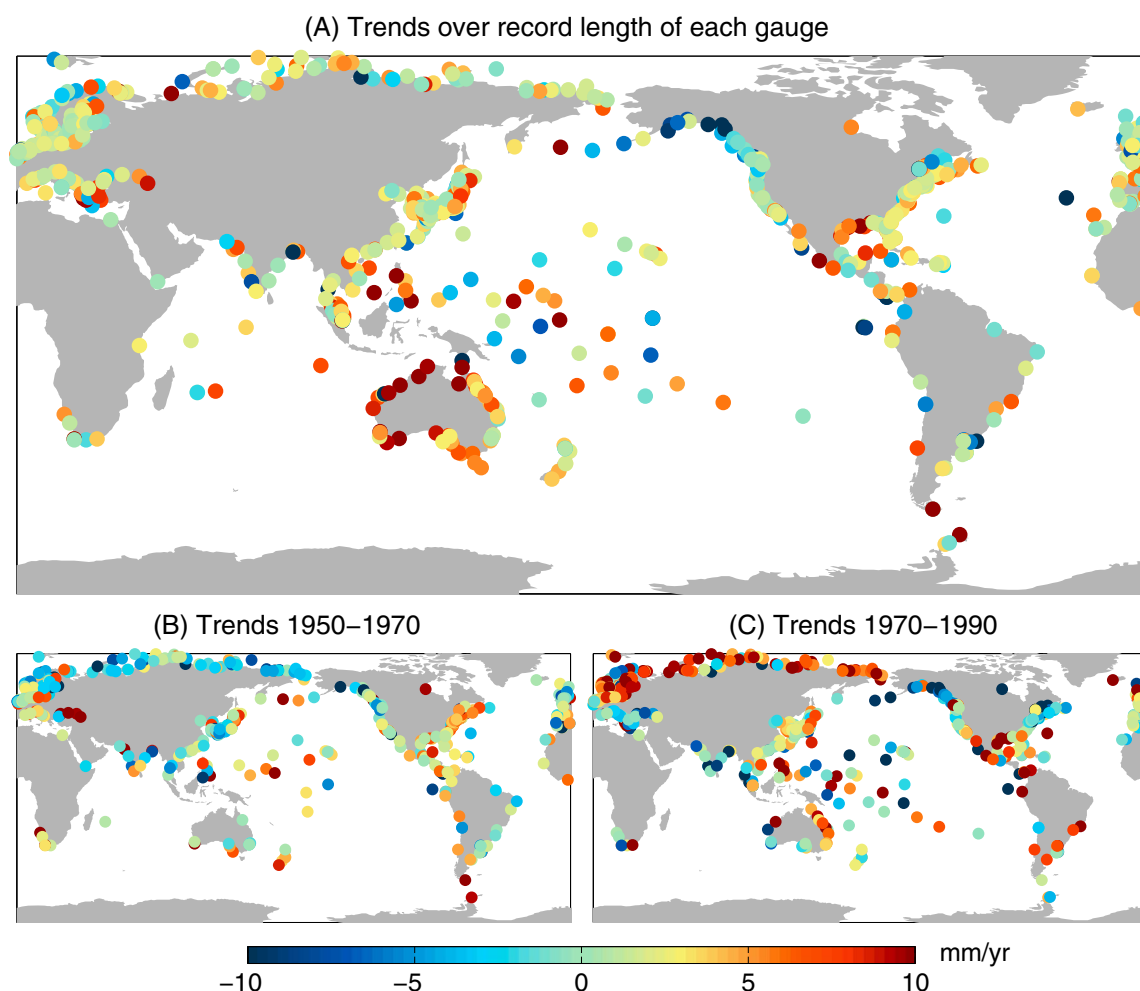 (A) Trends over record length of each gauge
(B) Trends 1950−1970
(C) Trends 1970−1990
mm/yr
−10 −5 0 5 10